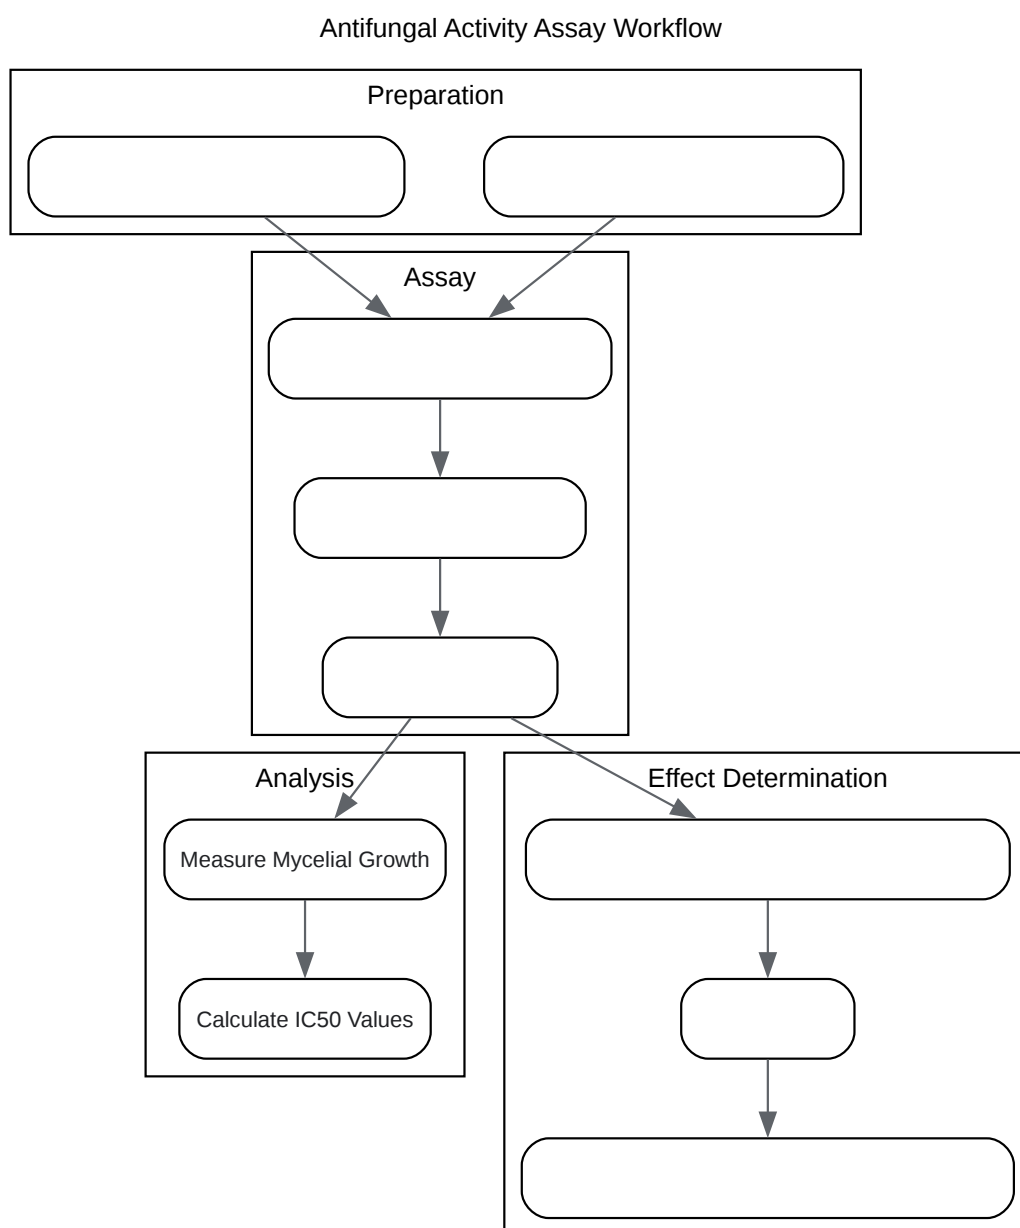 Antifungal Activity Assay Workflow
Preparation
Assay
Analysis
Effect Determination
Measure Mycelial Growth
Calculate IC50 Values